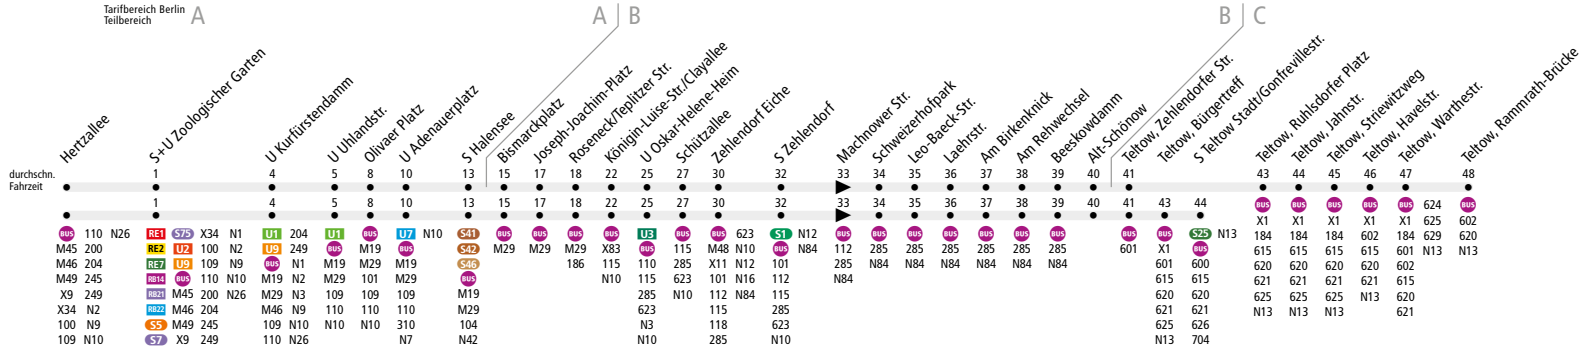 Tarifbereich Berlin
Teilbereich
A
A
B
B
C
Hertzallee
S+U Zoologischer Garten
U Kurfürstendamm
U Uhlandstr.
Olivaer Platz
U Adenauerplatz
S Halensee
Bismarckplatz
Joseph-Joachim-Platz
Roseneck/Teplitzer Str.
Königin-Luise-Str./Clayallee
U Oskar-Helene-Heim
Schützallee
Zehlendorf Eiche
S Zehlendorf
Machnower Str.
Schweizerhofpark
Leo-Baeck-Str.
Laehrstr.
Am Birkenknick
Am Rehwechsel
Beeskowdamm
Alt-Schönow
Teltow, Zehlendorfer Str.
Teltow, Bürgertreff
S Teltow Stadt/Gonfrevillestr.
Teltow, Ruhlsdorfer Platz
Teltow, Jahnstr.
Teltow, Striewitzweg
Teltow, Havelstr.
Teltow, Warthestr.
Teltow, Rammrath-Brücke
durchschn.
Fahrzeit
1 4 5 8 10 13 15 17 18 22 25 27 30 32 33 34 35 36 37 38 39 40 41 43 44 45 46 47 48
1 4 5 8 10 13 15 17 18 22 25 27 30 32 33 34 35 36 37 38 39 40 41 43 44
BUS 110 N26
M45 200
M46 204
M49 245
X9 249
X34 N2
100 N9
109 N10
RE1 S75 X34 N1
RE2 U2 100 N2
RE7 U9 109 N9
RB14 BUS 110 N10
RB21 M45 200 N26
RB22 M46 204
S5 M49 245
S7 X9 249
U1 204
U9 249
BUS N1
M19 N2
M29 N3
M46 N9
109 N10
110 N26
U1
BUS
M19
M29
109
110
N10
BUS
M19
M29
101
109
110
N10
U7 N10
BUS
M19
M29
109
110
310
N7
S41
S42
S46
BUS
M19
M29
104
N42
BUS
M29
BUS
M29
BUS
M29
186
BUS
X83
115
N10
U3
BUS
110
115
285
623
N3
N10
BUS
115
285
623
N10
BUS 623
M48 N10
X11 N12
101 N16
112 N84
115
118
285
S1 N12
BUS N84
101
112
115
285
623
N10
BUS
112
285
N84
BUS
285
N84
BUS
285
N84
BUS
285
N84
BUS
285
N84
BUS
285
N84
BUS
285
N84
BUS
601
BUS
X1
601
615
620
621
625
N13
S25 N13
BUS
600
615
620
621
626
704
BUS
X1
184
615
620
621
625
N13
BUS
X1
184
615
620
621
625
N13
BUS
X1
184
615
620
621
625
N13
BUS
X1
602
184
620
621
N13
BUS 624
X1 625
184 629
601 N13
602
615
620
621
BUS
602
620
N13